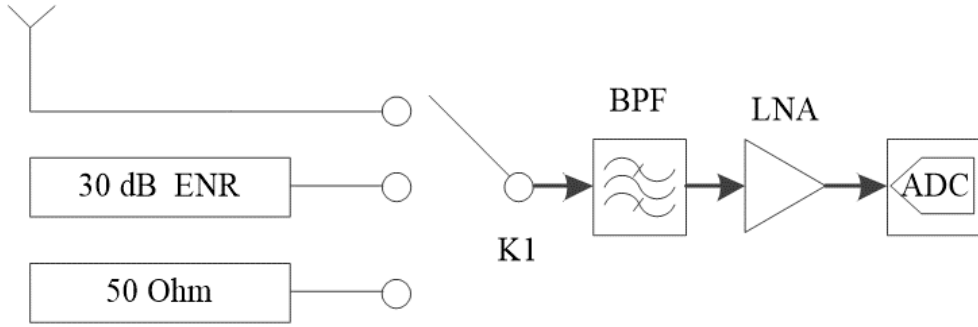 BPF
LNA
30 dB ENR
ADC
K1
50 Ohm